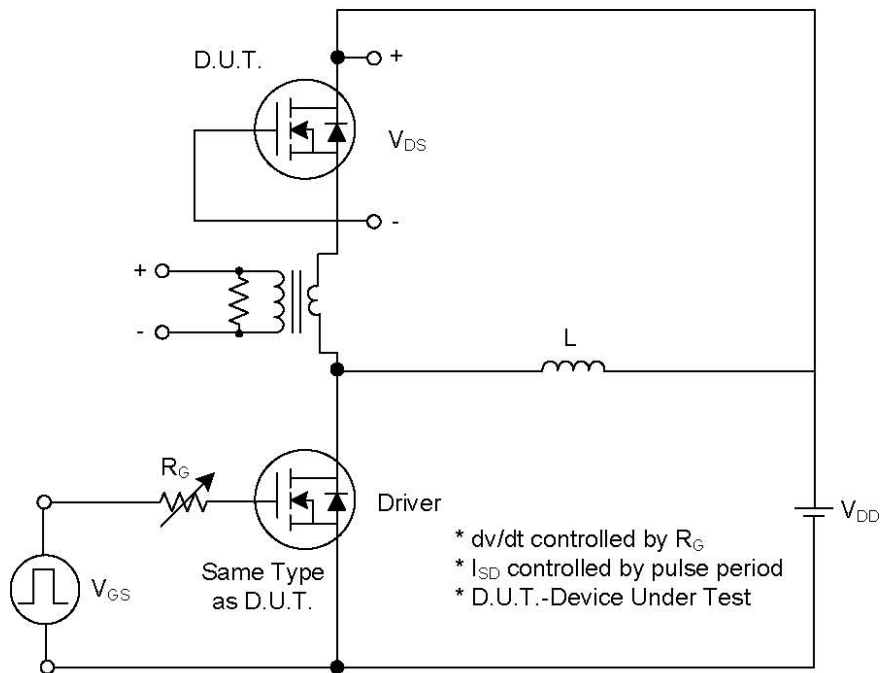 D.U.T.
+
V_DS
-
+
-
L
R_G
Driver
V_DD
V_GS
Same Type
as D.U.T.
* dv/dt controlled by R_G
* I_SD controlled by pulse period
* D.U.T.-Device Under Test